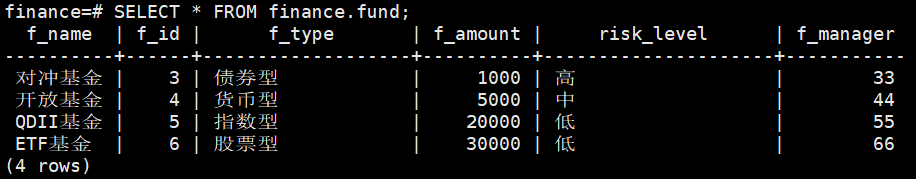 finance=# SELECT * FROM finance.fund;
  f_name  | f_id |       f_type       | f_amount |     risk_level     | f_manager
----------+------+--------------------+----------+---------------------+-----------
 对冲基金 |    3 | 债券型             |     1000 | 高                 |        33
 开放基金 |    4 | 货币型             |     5000 | 中                 |        44
 QDII基金 |    5 | 指数型             |    20000 | 低                 |        55
 ETF基金  |    6 | 股票型             |    30000 | 低                 |        66
(4 rows)